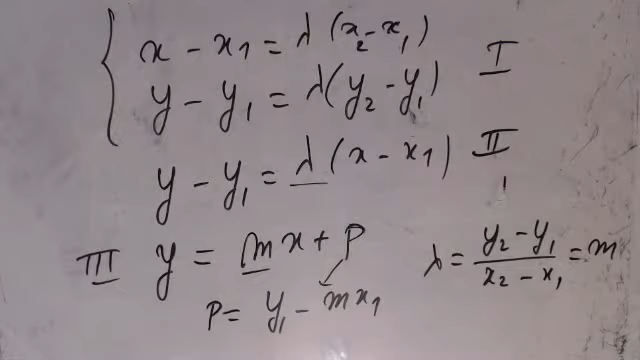 x - x₁ = λ (x₂ - x₁)
y - y₁ = λ(y₂ - y₁) I
y - y₁ = λ (x - x₁) II
III y = mx + p
λ = (y₂ - y₁)/(x₂ - x₁) = m
P = y₁ - mx₁